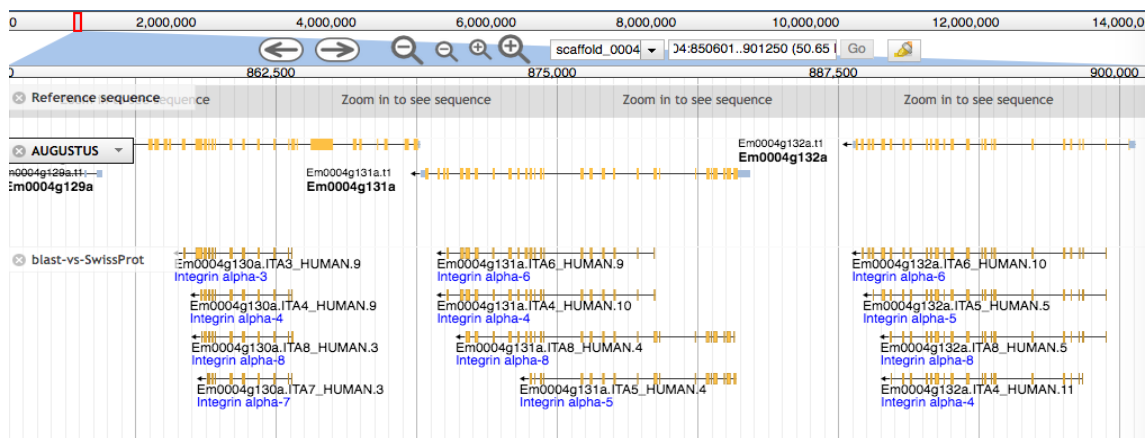 0 2,000,000 4,000,000 6,000,000 8,000,000 10,000,000 12,000,000 14,000,0
scaffold_0004 04:850601..901250 (50.65 Go
0 862,500 875,000 887,500 900,000
Reference sequence Zoom in to see sequence Zoom in to see sequence Zoom in to see sequence
AUGUSTUS
Em0004g132a.t1
Em0004g132a
m0004g129a.t1
Em0004g129a
Em0004g131a.t1
Em0004g131a
blast-vs-SwissProt
Em0004g130a.ITA3_HUMAN.9 Em0004g131a.ITA6_HUMAN.9 Em0004g132a.ITA6_HUMAN.10
Integrin alpha-3 Integrin alpha-6 Integrin alpha-6
Em0004g130a.ITA4_HUMAN.9 Em0004g131a.ITA4_HUMAN.10 Em0004g132a.ITA5_HUMAN.5
Integrin alpha-4 Integrin alpha-4 Integrin alpha-5
Em0004g130a.ITA8_HUMAN.3 Em0004g131a.ITA8_HUMAN.4 Em0004g132a.ITA8_HUMAN.5
Integrin alpha-8 Integrin alpha-8 Integrin alpha-8
Em0004g130a.ITA7_HUMAN.3 Em0004g131a.ITA5_HUMAN.4 Em0004g132a.ITA4_HUMAN.11
Integrin alpha-7 Integrin alpha-5 Integrin alpha-4